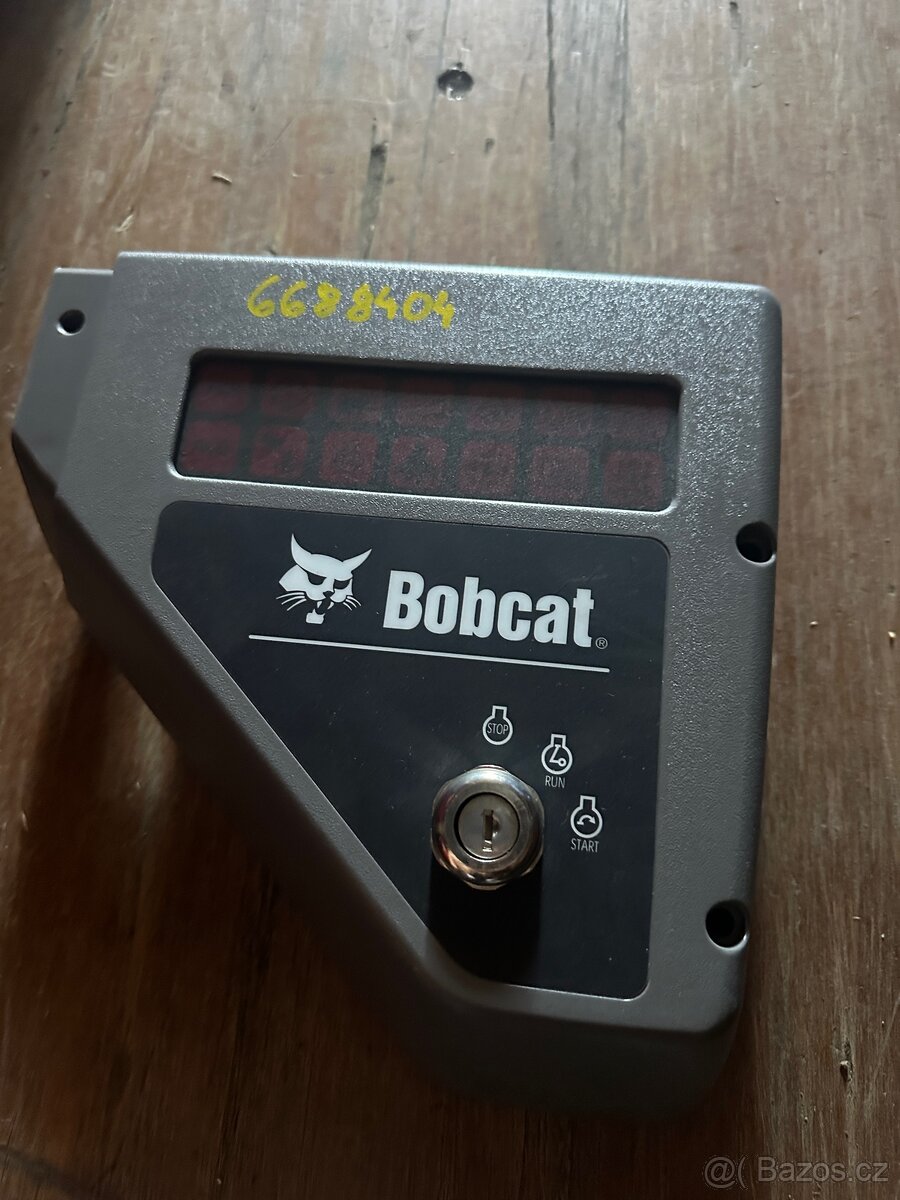 6688404
Bobcat®
STOP
RUN
START
@( Bazos.cz